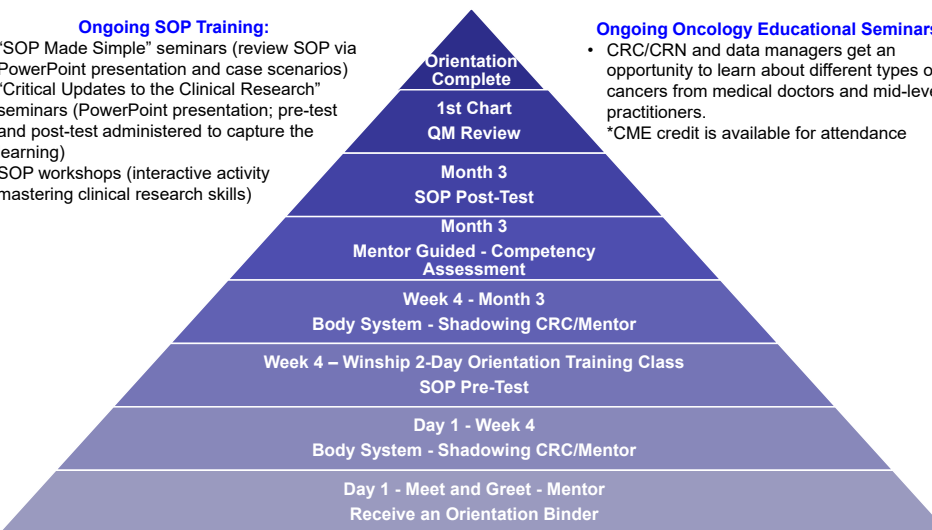 Ongoing SOP Training:
"SOP Made Simple" seminars (review SOP via
PowerPoint presentation and case scenarios)
"Critical Updates to the Clinical Research"
seminars (PowerPoint presentation; pre-test
and post-test administered to capture the
learning)
SOP workshops (interactive activity
mastering clinical research skills)
Ongoing Oncology Educational Seminars
• CRC/CRN and data managers get an
opportunity to learn about different types of
cancers from medical doctors and mid-level
practitioners.
*CME credit is available for attendance
Orientation
Complete
1st Chart
QM Review
Month 3
SOP Post-Test
Month 3
Mentor Guided - Competency
Assessment
Week 4 - Month 3
Body System - Shadowing CRC/Mentor
Week 4 – Winship 2-Day Orientation Training Class
SOP Pre-Test
Day 1 - Week 4
Body System - Shadowing CRC/Mentor
Day 1 - Meet and Greet - Mentor
Receive an Orientation Binder